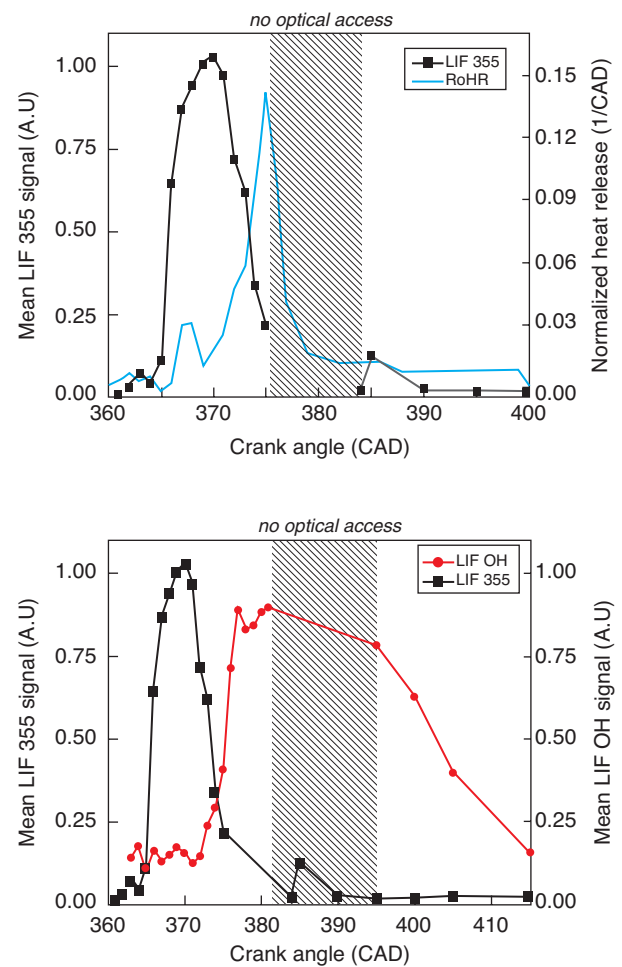 no optical access
LIF 355
RoHR
Mean LIF 355 signal (A.U)
1.00
0.75
0.50
0.25
0.00
Normalized heat release (1/CAD)
0.15
0.12
0.09
0.06
0.03
0.00
360 370 380 390 400
Crank angle (CAD)
no optical access
LIF OH
LIF 355
Mean LIF 355 signal (A.U)
1.00
0.75
0.50
0.25
0.00
Mean LIF OH signal (A.U)
1.00
0.75
0.50
0.25
0.00
360 370 380 390 400 410
Crank angle (CAD)